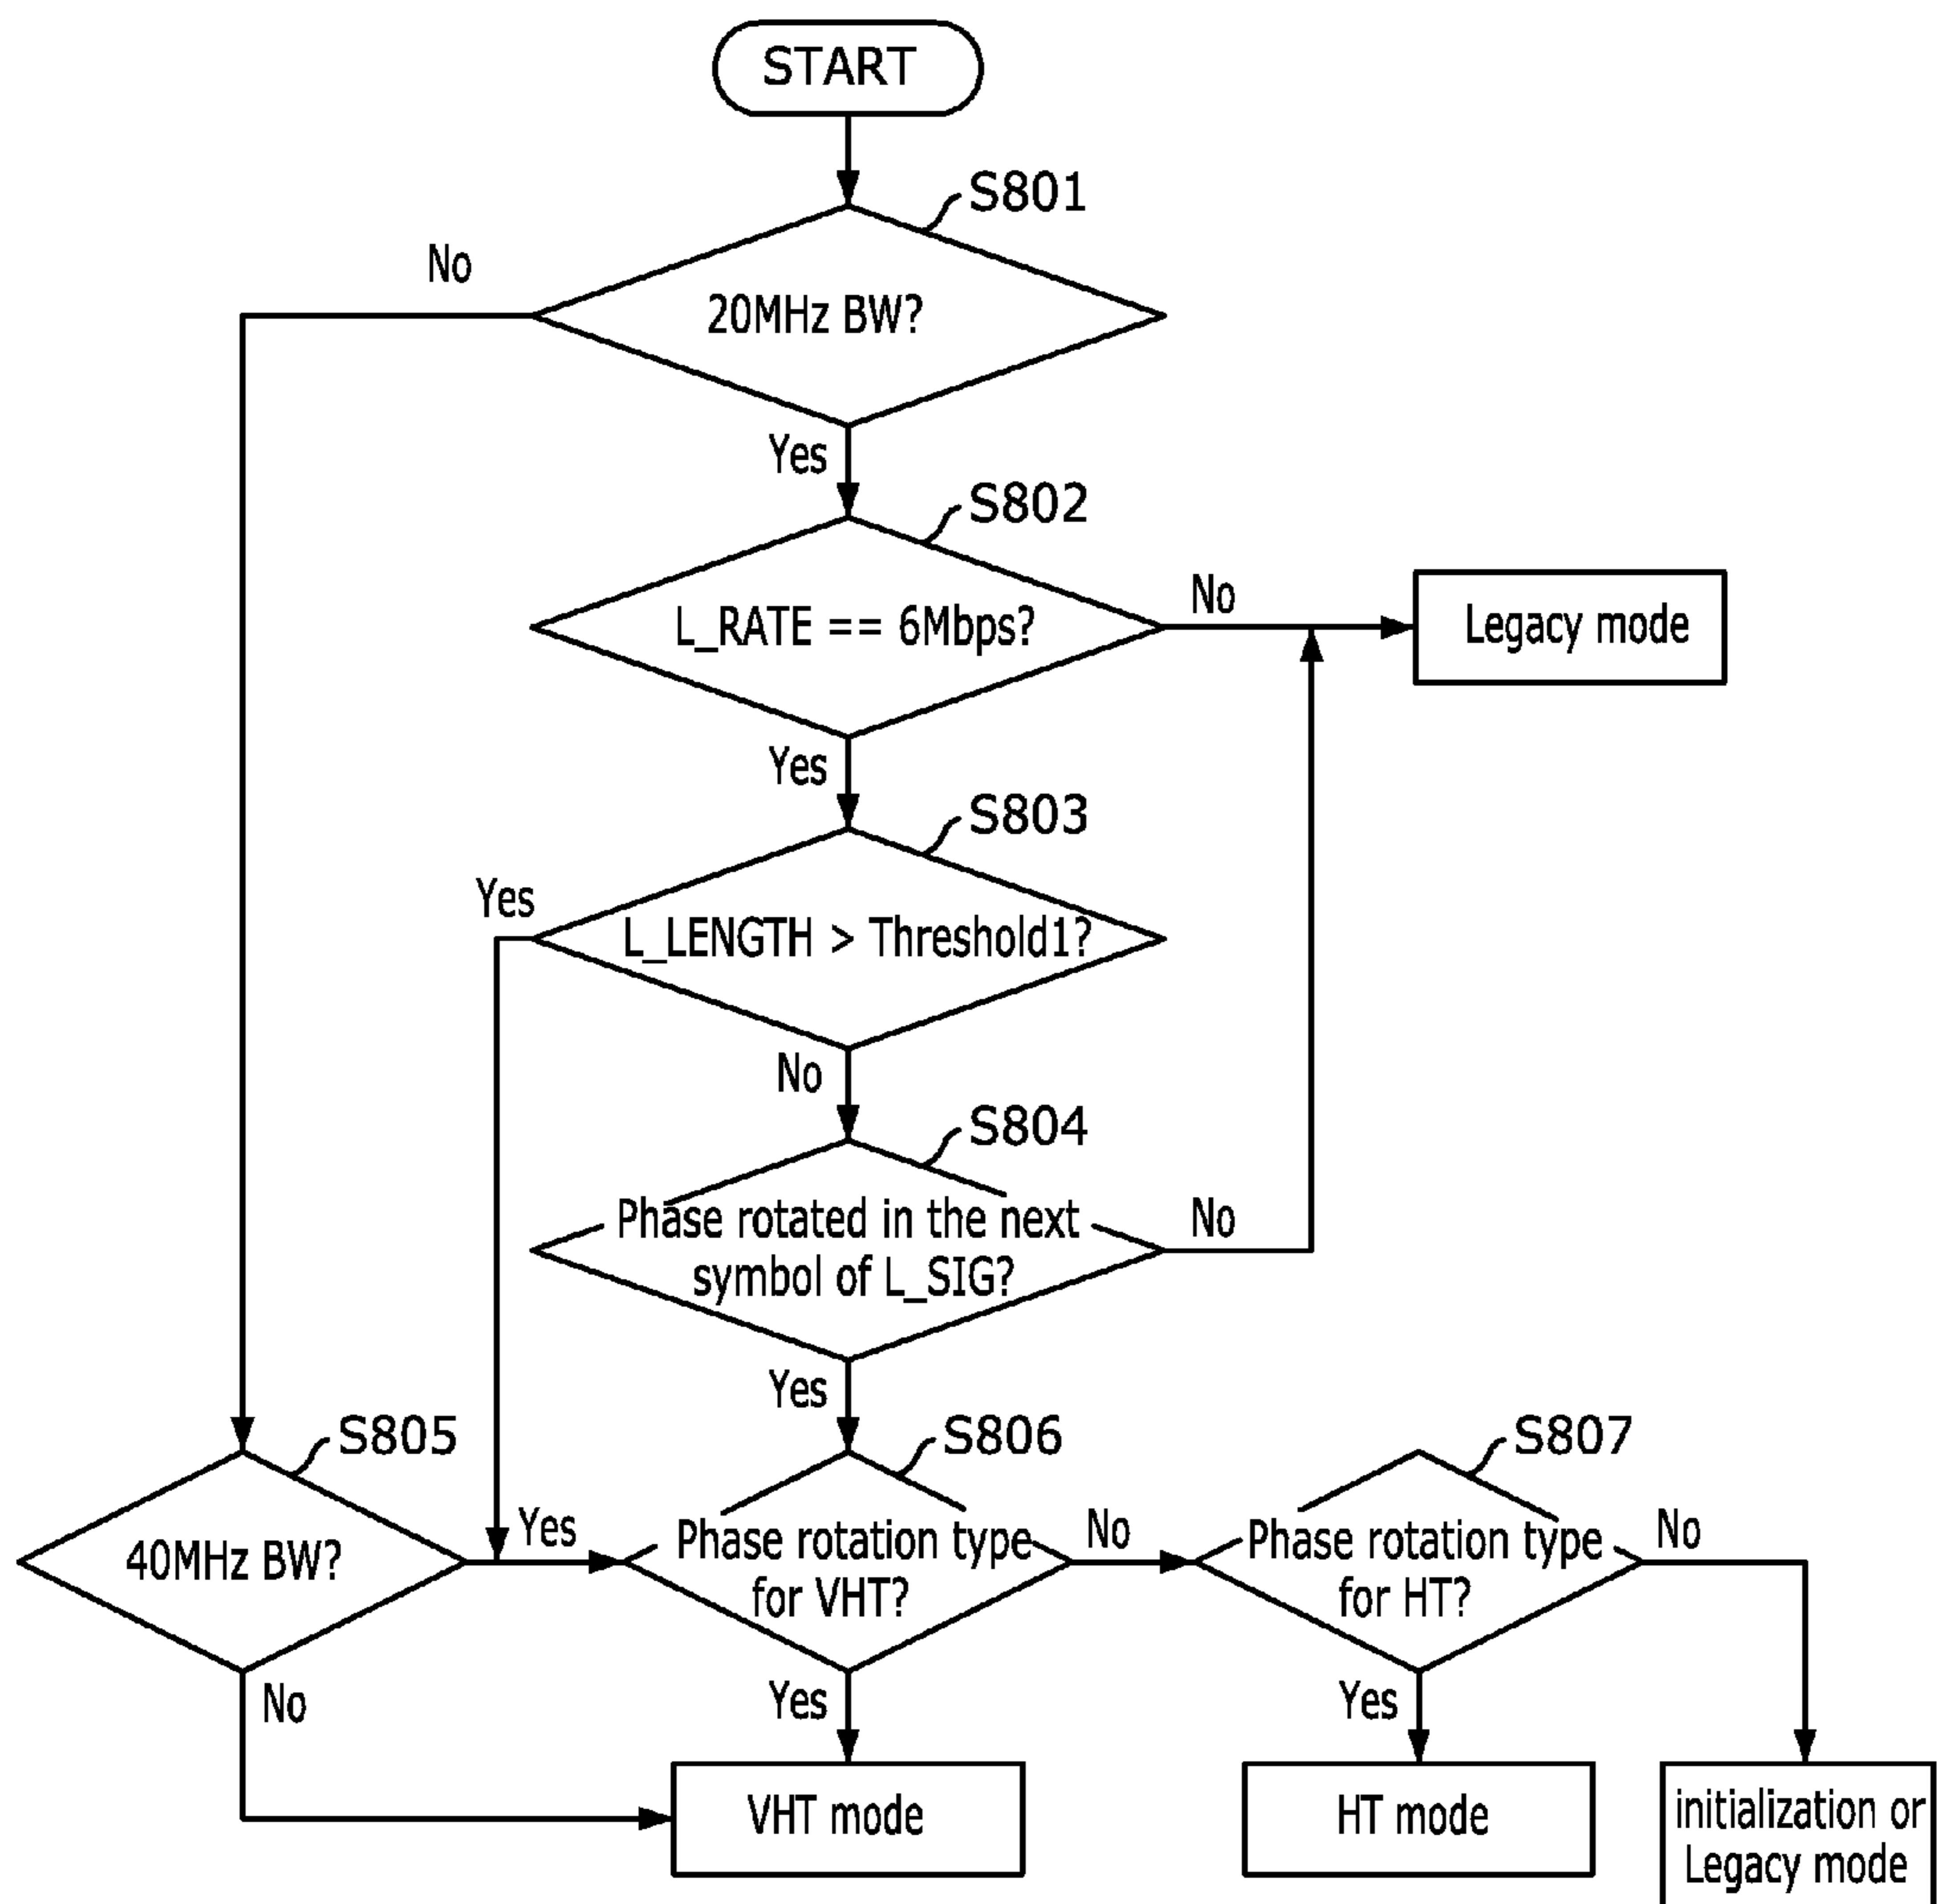 START
S801
No
20MHz BW?
Yes
S802
L_RATE == 6Mbps?
No
Legacy mode
Yes
S803
Yes
L_LENGTH > Threshold1?
No
S804
Phase rotated in the next
symbol of L_SIG?
No
Yes
S805
S806
S807
40MHz BW?
Yes
Phase rotation type
for VHT?
No
Phase rotation type
for HT?
No
No
Yes
Yes
VHT mode
HT mode
initialization or
Legacy mode